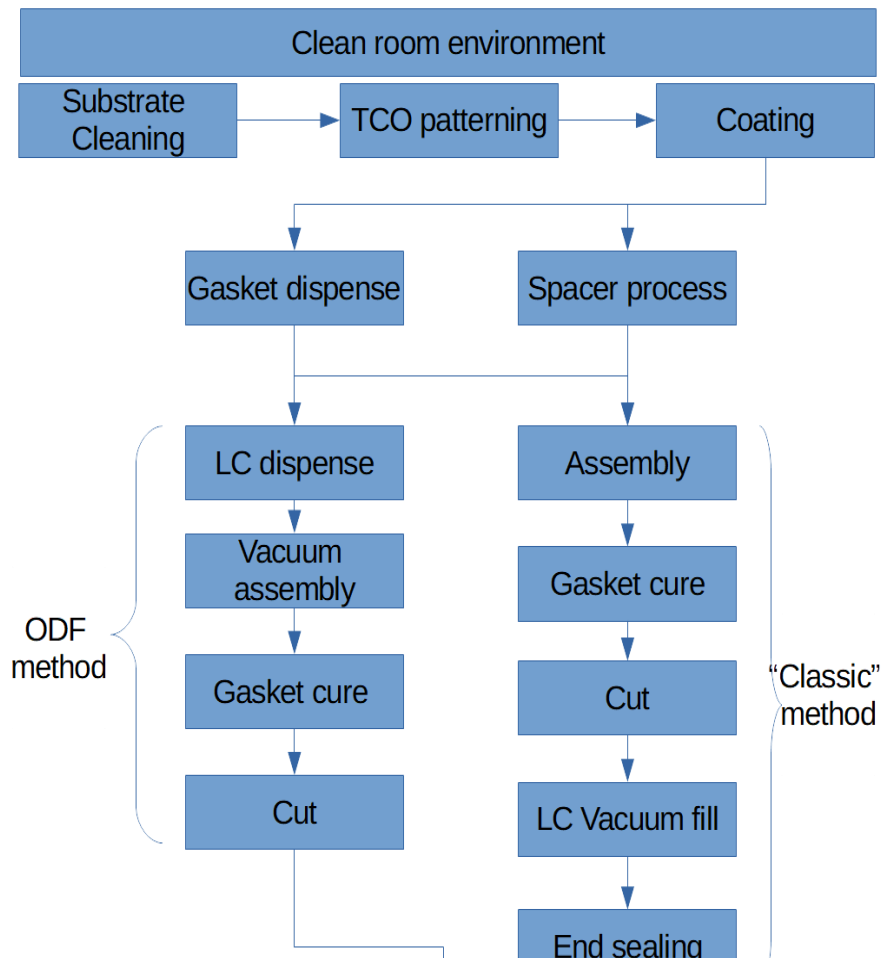 Clean room environment
Substrate
Cleaning
TCO patterning
Coating
Gasket dispense
Spacer process
LC dispense
Assembly
Vacuum
assembly
Gasket cure
ODF
method
Gasket cure
Cut
“Classic”
method
Cut
LC Vacuum fill
End sealing